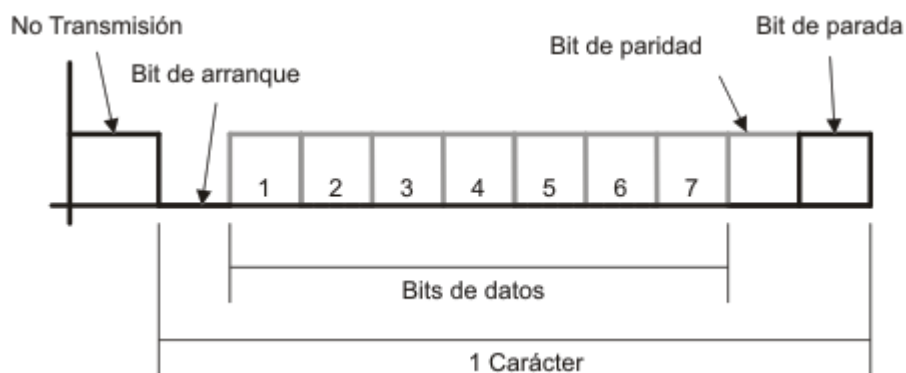 No Transmisión
Bit de arranque
Bit de paridad
Bit de parada
1 2 3 4 5 6 7
Bits de datos
1 Carácter